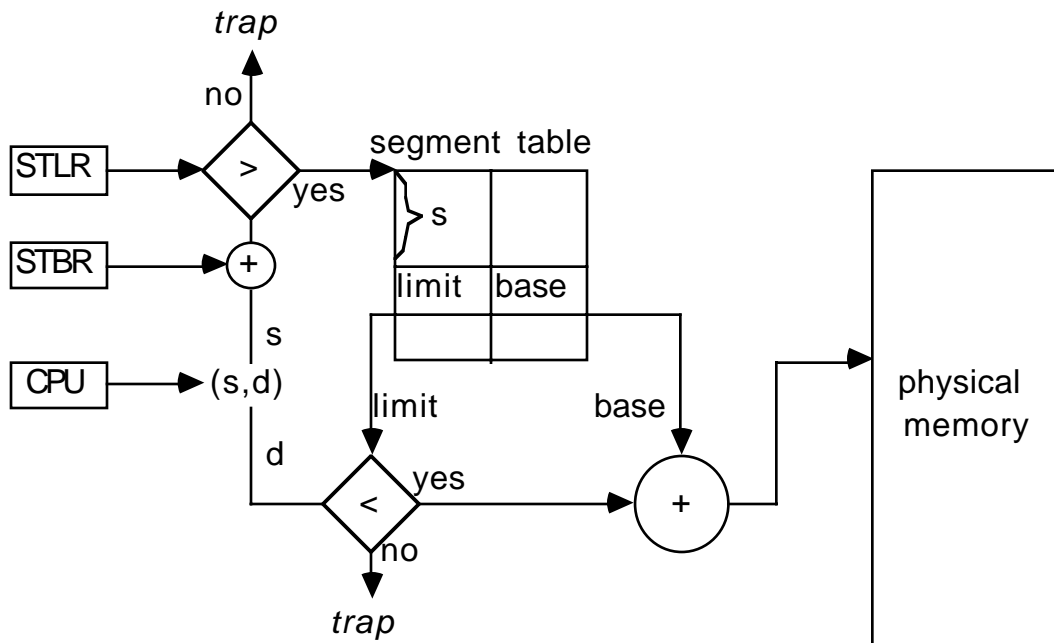 trap
no
segment table
STLR
>
yes
s
STBR
+
limit base
s
CPU
(s,d)
limit
base
physical
memory
d
yes
<
+
no
trap